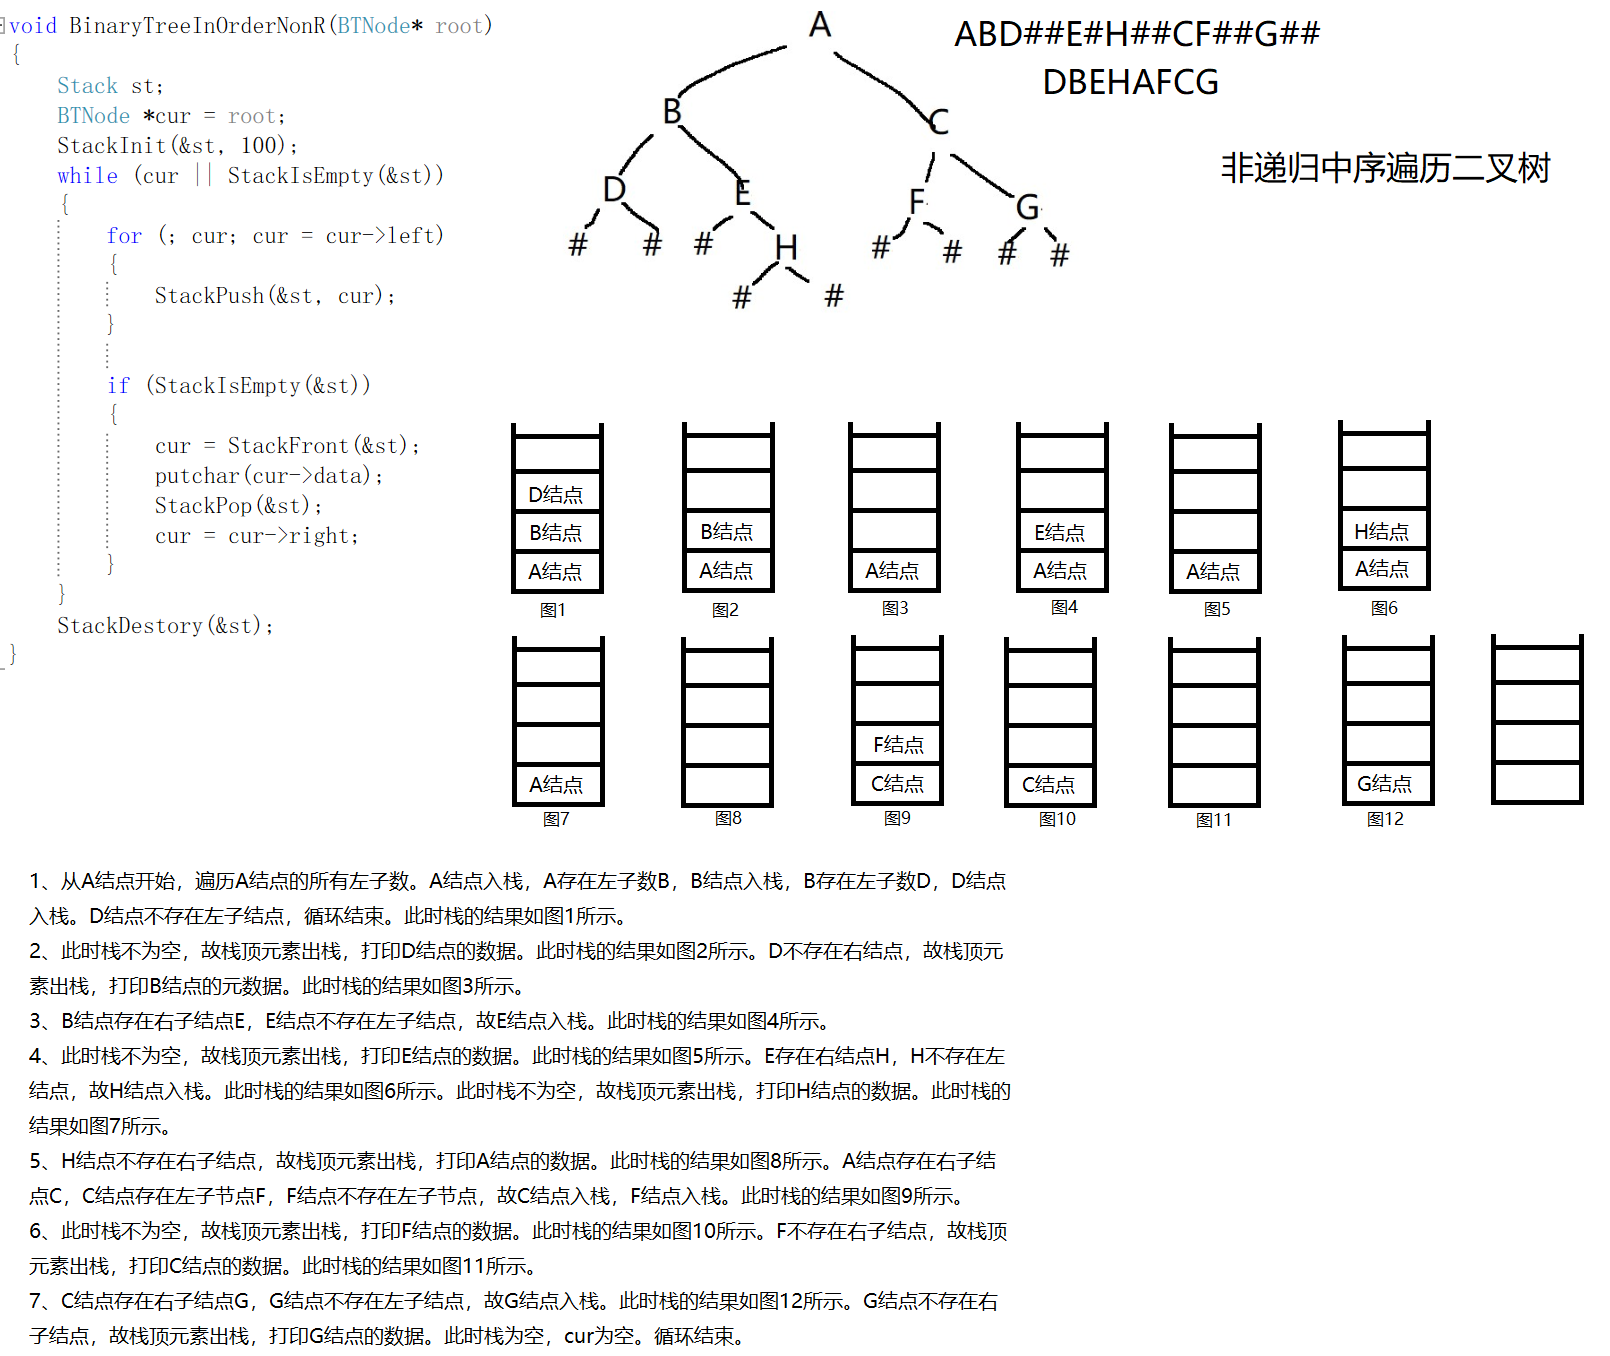 void BinaryTreeInOrderNonR(BTNode* root)
{
Stack st;
BTNode *cur = root;
StackInit(&st, 100);
while (cur || StackIsEmpty(&st))
{
for (; cur; cur = cur->left)
{
StackPush(&st, cur);
}
if (StackIsEmpty(&st))
{
cur = StackFront(&st);
putchar(cur->data);
StackPop(&st);
cur = cur->right;
}
}
StackDestory(&st);
}
A
B
C
D
E
F
G
#
#
#
H
#
#
#
#
#
#
ABD##E#H##CF##G##
DBEHAFCG
非递归中序遍历二叉树
D结点
B结点
A结点
图1
B结点
A结点
图2
A结点
图3
E结点
A结点
图4
A结点
图5
H结点
A结点
图6
A结点
图7
图8
F结点
C结点
图9
C结点
图10
图11
G结点
图12
1、从A结点开始，遍历A结点的所有左子数。A结点入栈，A存在左子数B，B结点入栈，B存在左子数D，D结点
入栈。D结点不存在左子结点，循环结束。此时栈的结果如图1所示。
2、此时栈不为空，故栈顶元素出栈，打印D结点的数据。此时栈的结果如图2所示。D不存在右结点，故栈顶元
素出栈，打印B结点的元数据。此时栈的结果如图3所示。
3、B结点存在右子结点E，E结点不存在左子结点，故E结点入栈。此时栈的结果如图4所示。
4、此时栈不为空，故栈顶元素出栈，打印E结点的数据。此时栈的结果如图5所示。E存在右结点H，H不存在左
结点，故H结点入栈。此时栈的结果如图6所示。此时栈不为空，故栈顶元素出栈，打印H结点的数据。此时栈的
结果如图7所示。
5、H结点不存在右子结点，故栈顶元素出栈，打印A结点的数据。此时栈的结果如图8所示。A结点存在右子结
点C，C结点存在左子节点F，F结点不存在左子节点，故C结点入栈，F结点入栈。此时栈的结果如图9所示。
6、此时栈不为空，故栈顶元素出栈，打印F结点的数据。此时栈的结果如图10所示。F不存在右子结点，故栈顶
元素出栈，打印C结点的数据。此时栈的结果如图11所示。
7、C结点存在右子结点G，G结点不存在左子结点，故G结点入栈。此时栈的结果如图12所示。G结点不存在右
子结点，故栈顶元素出栈，打印G结点的数据。此时栈为空，cur为空。循环结束。